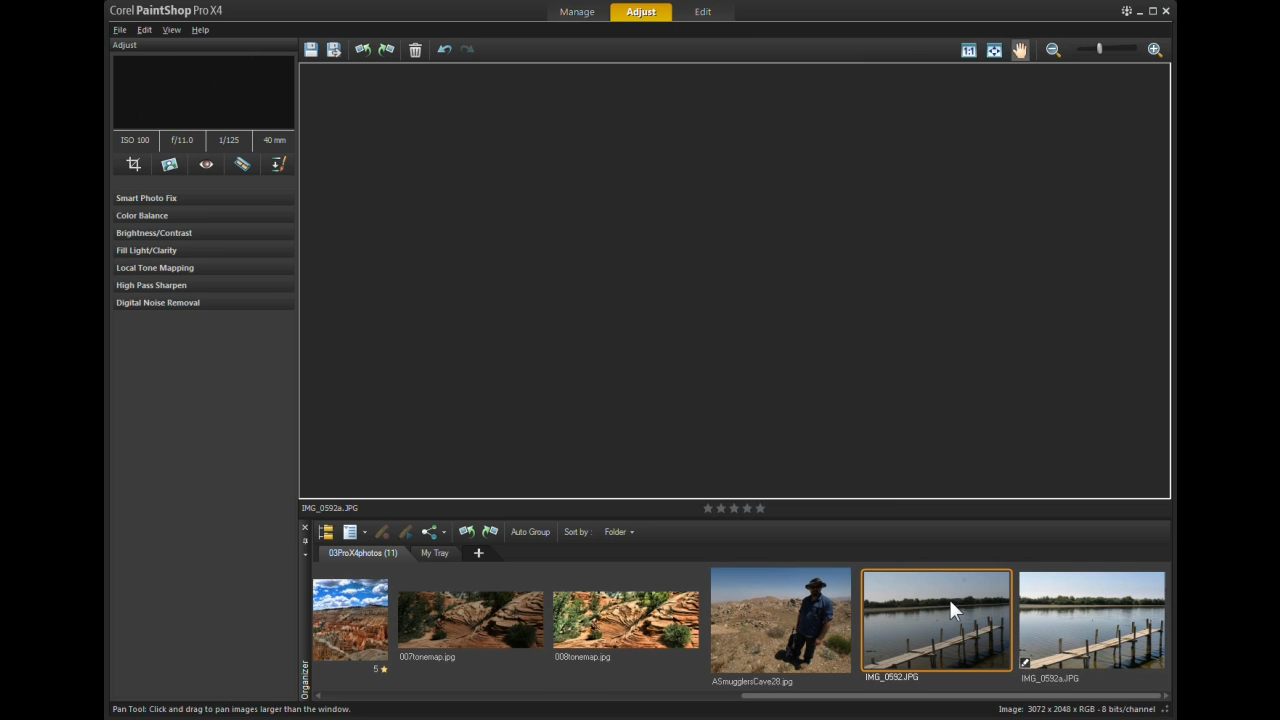 Corel PaintShop Pro X4
Manage Adjust Edit
File Edit View Help
Adjust
1:1
ISO 100 f/11.0 1/125 40 mm
Smart Photo Fix
Color Balance
Brightness/Contrast
Fill Light/Clarity
Local Tone Mapping
High Pass Sharpen
Digital Noise Removal
IMG_0592a.JPG
Auto Group Sort by : Folder
03ProX4photos (11) My Tray
5
007tonemap.jpg
008tonemap.jpg
ASmugglersCave28.jpg
IMG_0592.JPG
IMG_0592a.JPG
Organizer
Pan Tool: Click and drag to pan images larger than the window.
Image: 3072 x 2048 x RGB - 8 bits/channel